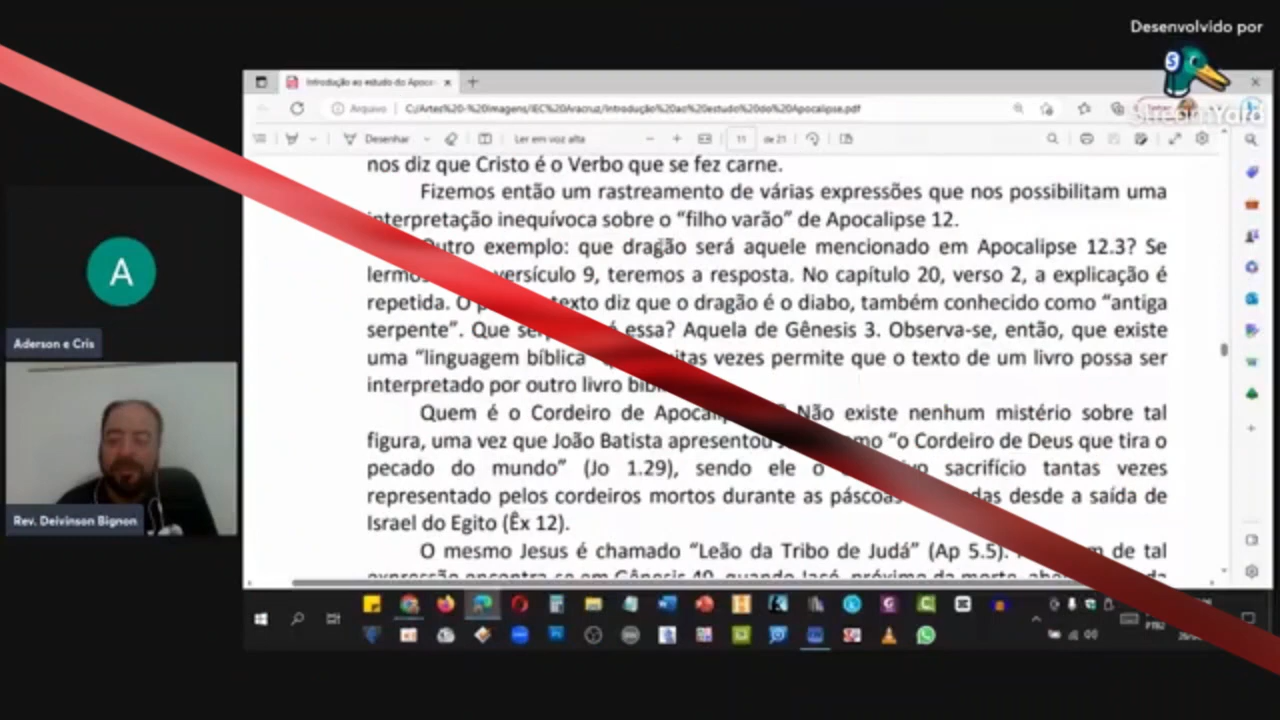 Desenvolvido por
StreamYard
Introdução ao estudo do Apoca
Arquivo
C:/Artes%20-%20Imagens/IEC%20Aracruz/Introdução%20ao%20estudo%20do%20Apocalipse.pdf
Desenhar
Ler em voz alta
11
de 21
nos diz que Cristo é o Verbo que se fez carne.
Fizemos então um rastreamento de várias expressões que nos possibilitam uma
interpretação inequívoca sobre o “filho varão” de Apocalipse 12.
Outro exemplo: que dragão será aquele mencionado em Apocalipse 12.3? Se
versículo 9, teremos a resposta. No capítulo 20, verso 2, a explicação é
repetida. O texto diz que o dragão é o diabo, também conhecido como “antiga
serpente”. Que é essa? Aquela de Gênesis 3. Observa-se, então, que existe
uma “linguagem bíblica vezes permite que o texto de um livro possa ser
interpretado por outro livro
Quem é o Cordeiro de Não existe nenhum mistério sobre tal
figura, uma vez que João Batista apresentou “o Cordeiro de Deus que tira o
pecado do mundo” (Jo 1.29), sendo ele o sacrifício tantas vezes
representado pelos cordeiros mortos durante as desde a saída de
Israel do Egito (Êx 12).
O mesmo Jesus é chamado “Leão da Tribo de Judá” (Ap 5.5). de tal
A
Aderson e Cris
Rev. Deivinson Bignon